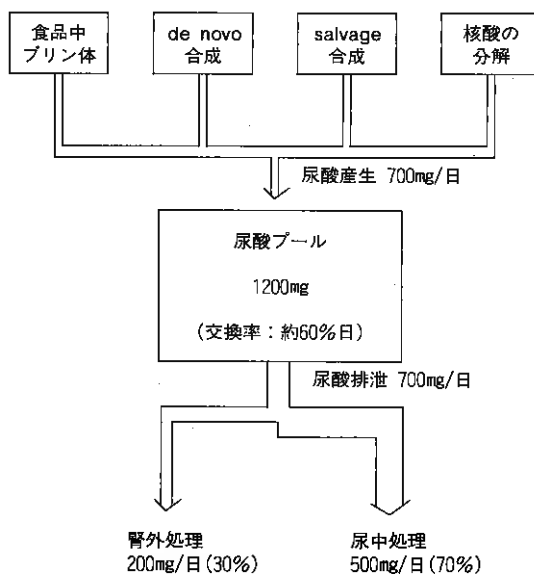 食品中
プリン体
de novo
合成
salvage
合成
核酸の
分解
尿酸産生 700mg/日
尿酸プール
1200mg
(交換率：約60%日)
尿酸排泄 700mg/日
腎外処理
200mg/日(30%)
尿中処理
500mg/日(70%)